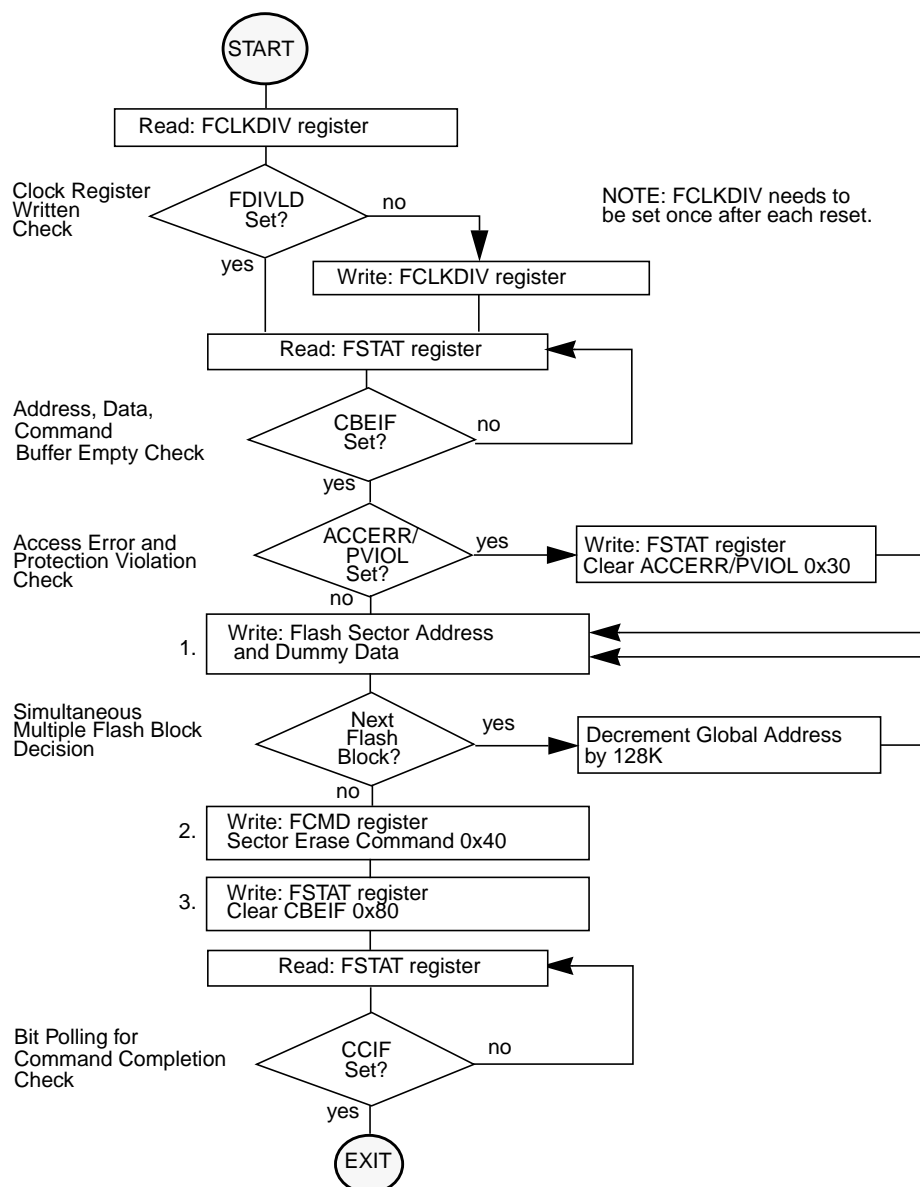 START
Read: FCLKDIV register
Clock Register
Written
Check
FDIVLD
Set?
no
yes
NOTE: FCLKDIV needs to
be set once after each reset.
Write: FCLKDIV register
Read: FSTAT register
Address, Data,
Command
Buffer Empty Check
CBEIF
Set?
no
yes
Access Error and
Protection Violation
Check
ACCERR/
PVIOL
Set?
yes
no
Write: FSTAT register
Clear ACCERR/PVIOL 0x30
1.
Write: Flash Sector Address
and Dummy Data
Simultaneous
Multiple Flash Block
Decision
Next
Flash
Block?
yes
no
Decrement Global Address
by 128K
2.
Write: FCMD register
Sector Erase Command 0x40
3.
Write: FSTAT register
Clear CBEIF 0x80
Read: FSTAT register
Bit Polling for
Command Completion
Check
CCIF
Set?
no
yes
EXIT